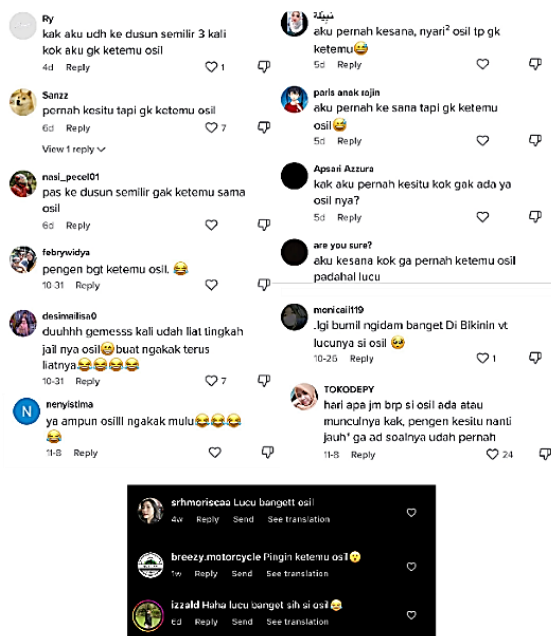 Ry
kak aku udh ke dusun semilir 3 kali
kok aku gk ketemu osil
4d Reply 1
Sanzz
pernah kesitu tapi gk ketemu osil
6d Reply 7
View 1 reply
nasi_pecel01
pas ke dusun semilir gak ketemu sama
osil
6d Reply
febrywidya
pengen bgt ketemu osil. 😂
10-31 Reply
desimailisa0
duuhhh gemesss kali udah liat tingkah
jail nya osil😁buat ngakak terus
liatnya😂😂😂😂
10-31 Reply 7
N
nenyistima
ya ampun osilll ngakak mulu😂😂😂
😂
11-8 Reply
aku pernah kesana, nyari² osil tp gk
ketemu😅
5d Reply
paris anak rajin
aku pernah ke sana tapi gk ketemu
osil😅
5d Reply
Apsari Azzura
kak aku pernah kesitu kok gak ada ya
osil nya?
5d Reply
are you sure?
aku kesana kok ga pernah ketemu osil
padahal lucu
monicaii119
.lgi bumil ngidam banget Di BIkinin vt
lucunya si osil 🥹
10-26 Reply 1
TOKODEPY
hari apa jm brp si osil ada atau
munculnya kak, pengen kesitu nanti
jauh" ga ad soalnya udah pernah
11-8 Reply 24
srhmoriscaa Lucu bangett osil
4w Reply Send See translation
breezy.motorcycle Pingin ketemu osil😯
1w Reply Send See translation
izzald Haha lucu banget sih si osil😂
6d Reply Send See translation